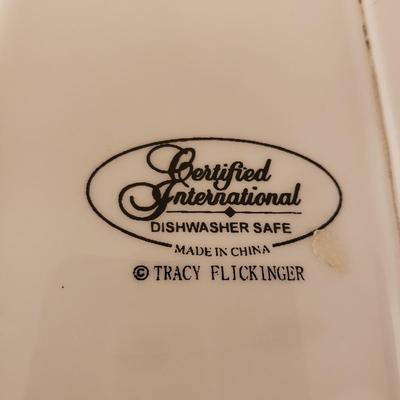 Certified
International
DISHWASHER SAFE
MADE IN CHINA
© TRACY FLICKINGER